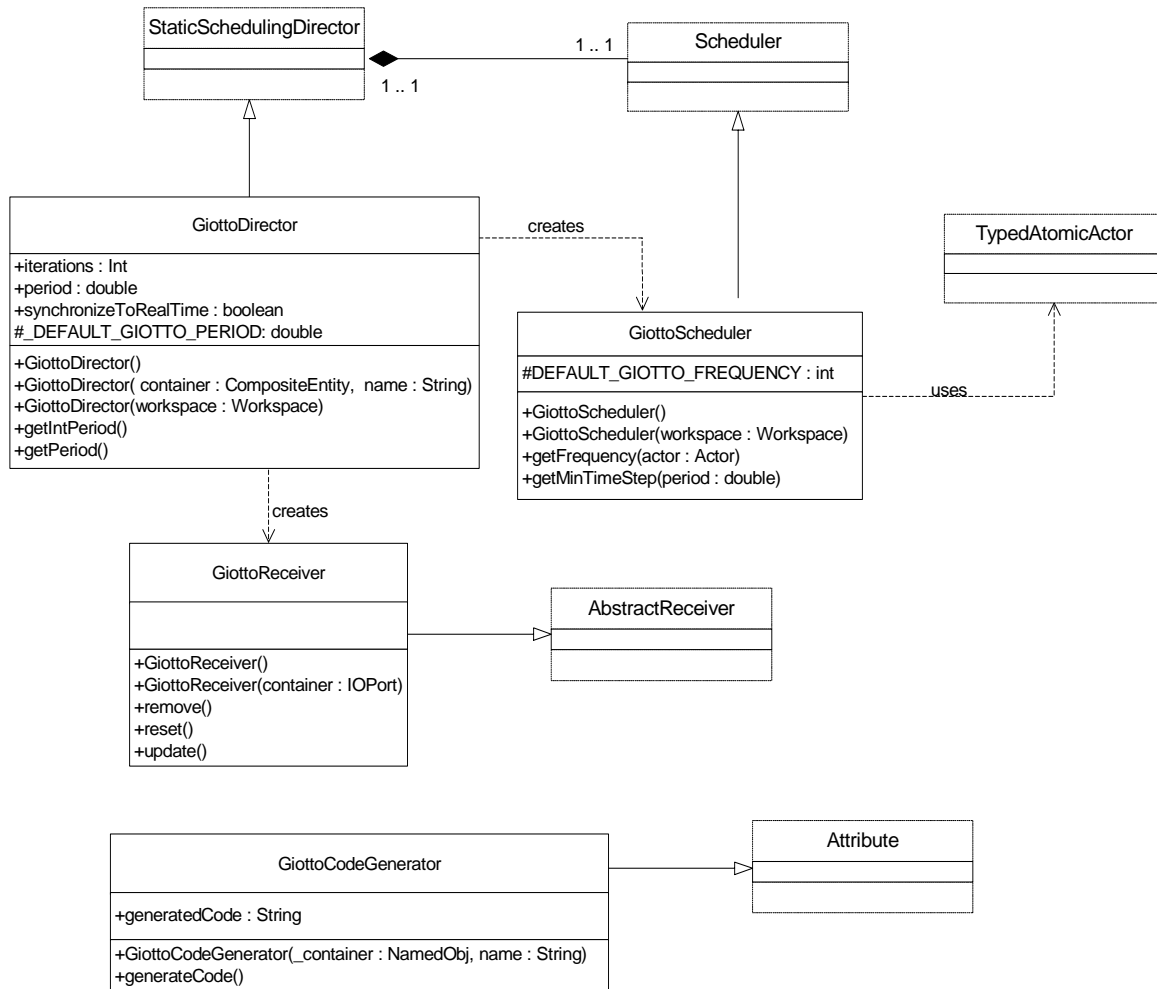 StaticSchedulingDirector
Scheduler
1 .. 1
1 .. 1
GiottoDirector
+iterations : Int
+period : double
+synchronizeToRealTime : boolean
#_DEFAULT_GIOTTO_PERIOD: double
+GiottoDirector()
+GiottoDirector( container : CompositeEntity, name : String)
+GiottoDirector(workspace : Workspace)
+getIntPeriod()
+getPeriod()
creates
TypedAtomicActor
GiottoScheduler
#DEFAULT_GIOTTO_FREQUENCY : int
+GiottoScheduler()
+GiottoScheduler(workspace : Workspace)
+getFrequency(actor : Actor)
+getMinTimeStep(period : double)
uses
creates
GiottoReceiver
+GiottoReceiver()
+GiottoReceiver(container : IOPort)
+remove()
+reset()
+update()
AbstractReceiver
GiottoCodeGenerator
+generatedCode : String
+GiottoCodeGenerator(_container : NamedObj, name : String)
+generateCode()
Attribute